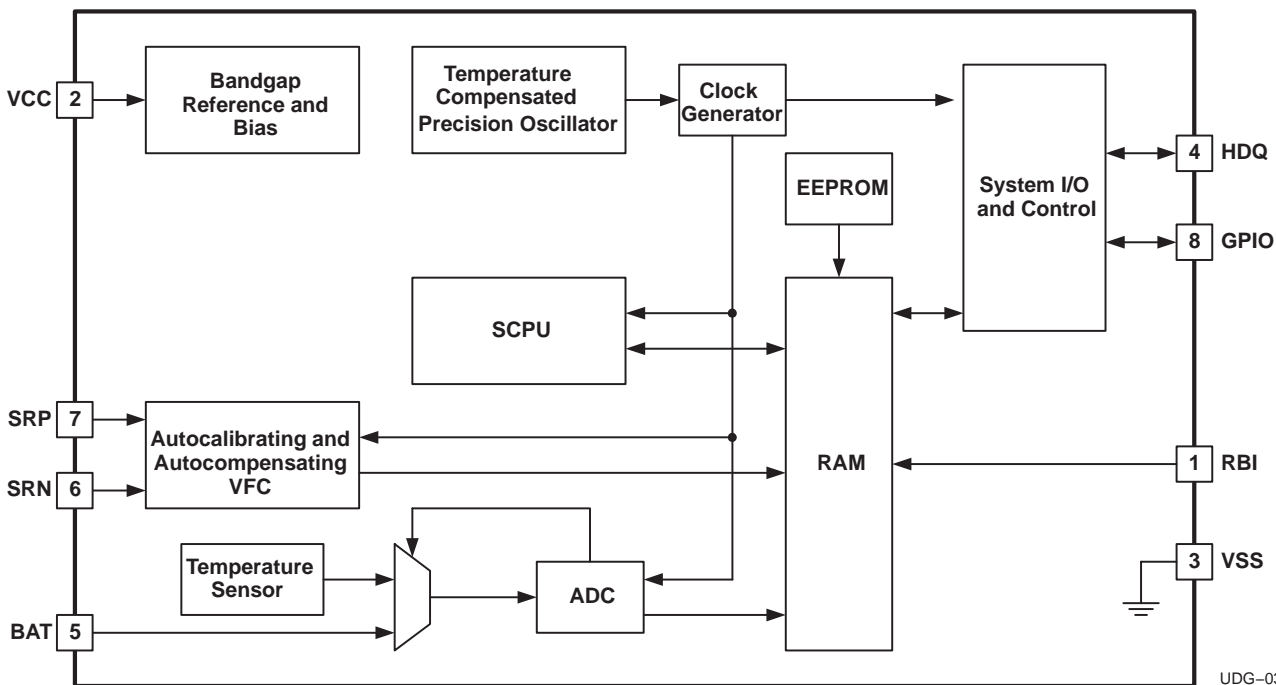 VCC
2
Bandgap
Reference and
Bias
Temperature
Compensated
Precision Oscillator
Clock
Generator
System I/O
and Control
4
HDQ
8
GPIO
EEPROM
SCPU
RAM
SRP
7
SRN
6
Autocalibrating and
Autocompensating
VFC
1
RBI
3
VSS
Temperature
Sensor
ADC
BAT
5